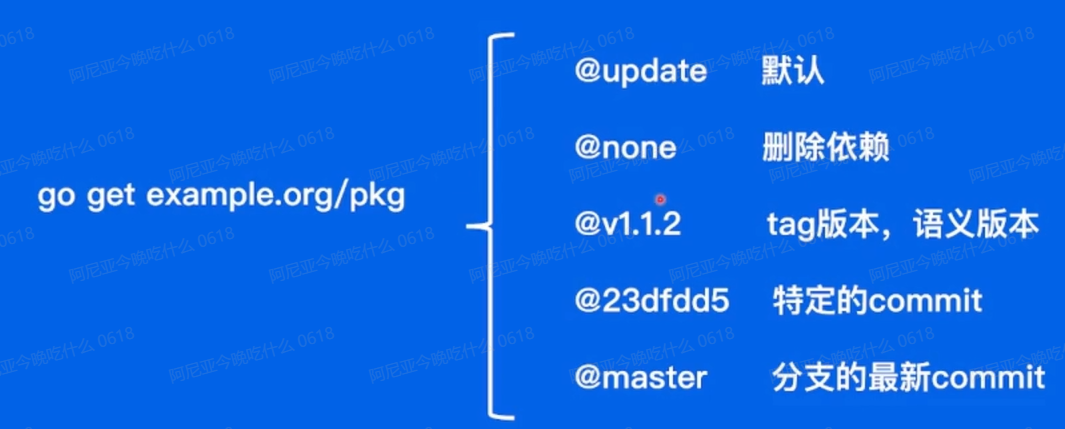 @update 默认
@none 删除依赖
go get example.org/pkg
@v1.1.2 tag版本，语义版本
@23dfdd5 特定的commit
@master 分支的最新commit
阿尼亚今晚吃什么 0618